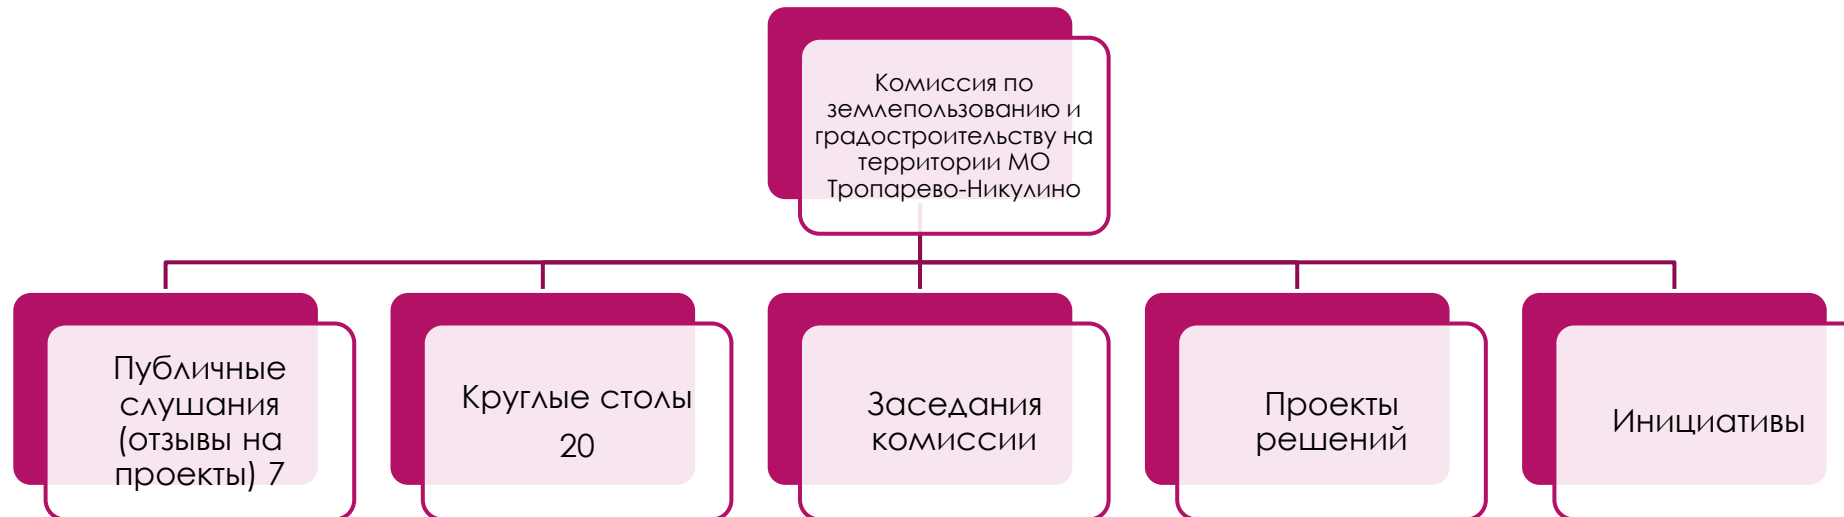 Комиссия по
землепользованию и
градостроительству на
территории МО
Тропарево-Никулино
Публичные
слушания
(отзывы на
проекты) 7
Круглые столы
20
Заседания
комиссии
Проекты
решений
Инициативы